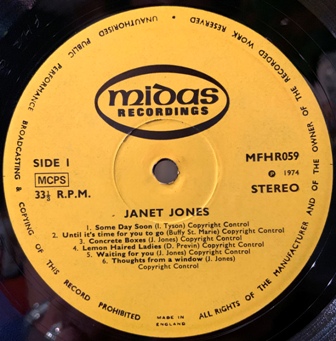 UNAUTHORISED PUBLIC PERFORMANCE BROADCASTING & COPYING OF THIS RECORD PROHIBITED ALL RIGHTS OF THE MANUFACTURER AND OF THE OWNER OF THE RECORDED WORK RESERVED •
midas
RECORDINGS
SIDE 1
MCPS
33⅓ R.P.M.
MFHR059
℗ 1974
STEREO
JANET JONES
1. Some Day Soon (I. Tyson) Copyright Control
2. Until it's time for you to go (Buffy St. Marie) Copyright Control
3. Concrete Boxes (J. Jones) Copyright Control
4. Lemon Haired Ladies (D. Previn) Copyright Control
5. Waiting for you (J. Jones) Copyright Control
6. Thoughts from a window (J. Jones)
Copyright Control
MADE IN
ENGLAND